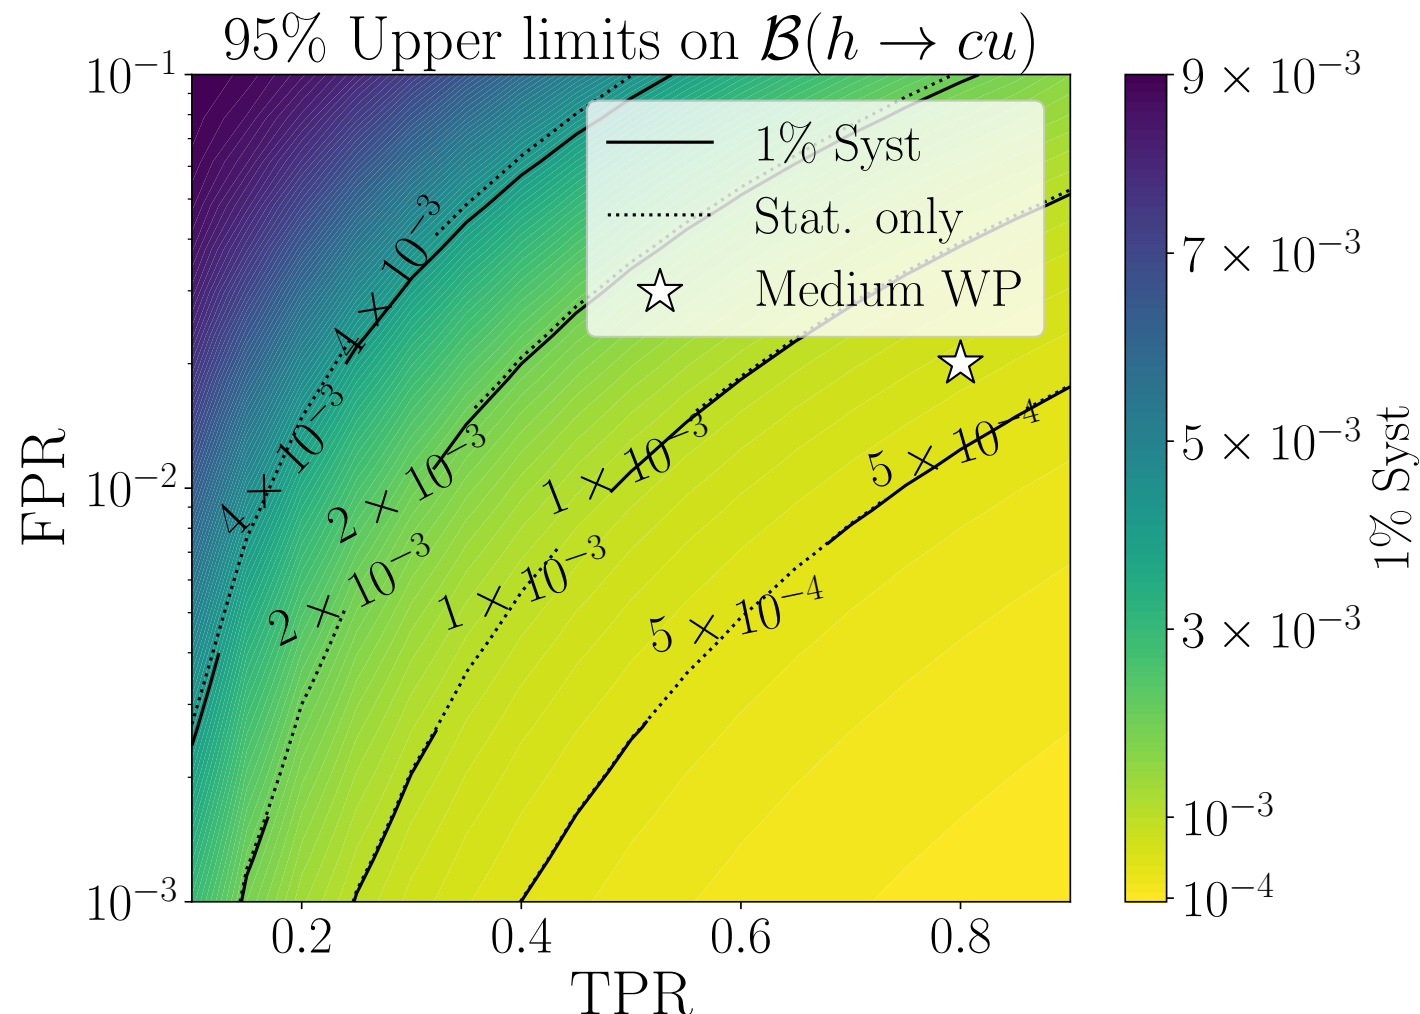 95% Upper limits on ℬ(h → cu)
10⁻¹
10⁻²
10⁻³
FPR
0.2
0.4
0.6
0.8
TPR
1% Syst
Stat. only
Medium WP
4 × 10⁻³
4 × 10⁻³
2 × 10⁻³
2 × 10⁻³
1 × 10⁻³
1 × 10⁻³
5 × 10⁻⁴
5 × 10⁻⁴
9 × 10⁻³
7 × 10⁻³
5 × 10⁻³
3 × 10⁻³
10⁻³
10⁻⁴
1% Syst